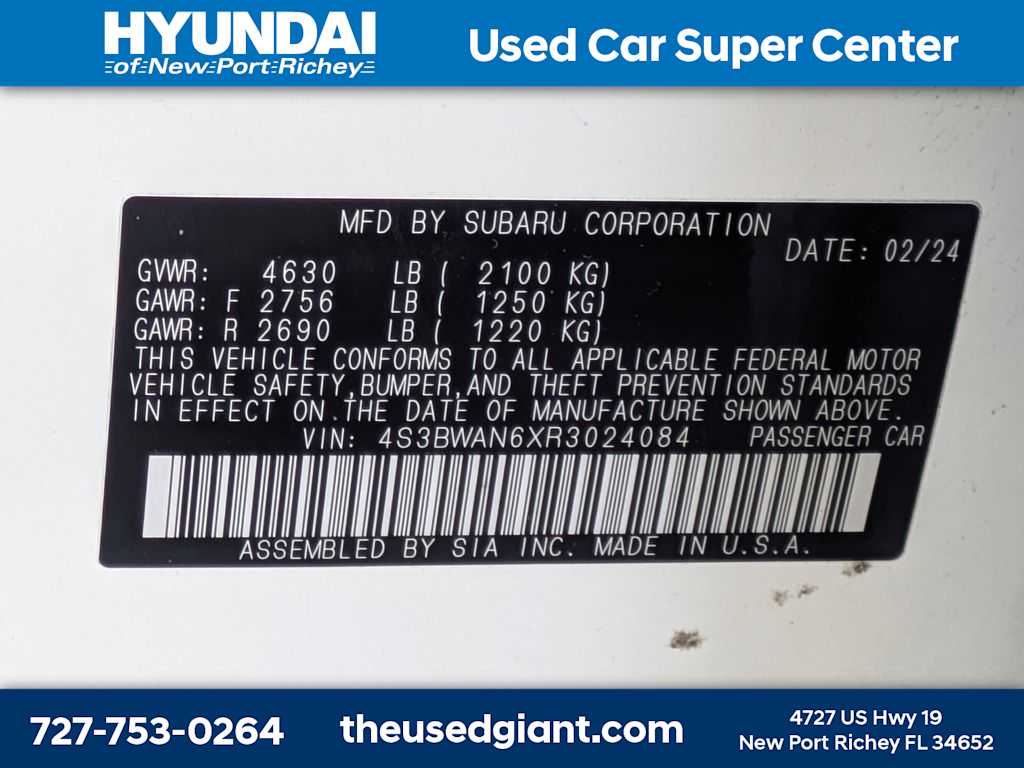 HYUNDAI
of New Port Richey
Used Car Super Center
MFD BY SUBARU CORPORATION
DATE: 02/24
GVWR: 4630 LB ( 2100 KG)
GAWR: F 2756 LB ( 1250 KG)
GAWR: R 2690 LB ( 1220 KG)
THIS VEHICLE CONFORMS TO ALL APPLICABLE FEDERAL MOTOR
VEHICLE SAFETY,BUMPER,AND THEFT PREVENTION STANDARDS
IN EFFECT ON THE DATE OF MANUFACTURE SHOWN ABOVE.
VIN: 4S3BWAN6XR3024084 PASSENGER CAR
ASSEMBLED BY SIA INC. MADE IN U.S.A.
727-753-0264
theusedgiant.com
4727 US Hwy 19
New Port Richey FL 34652